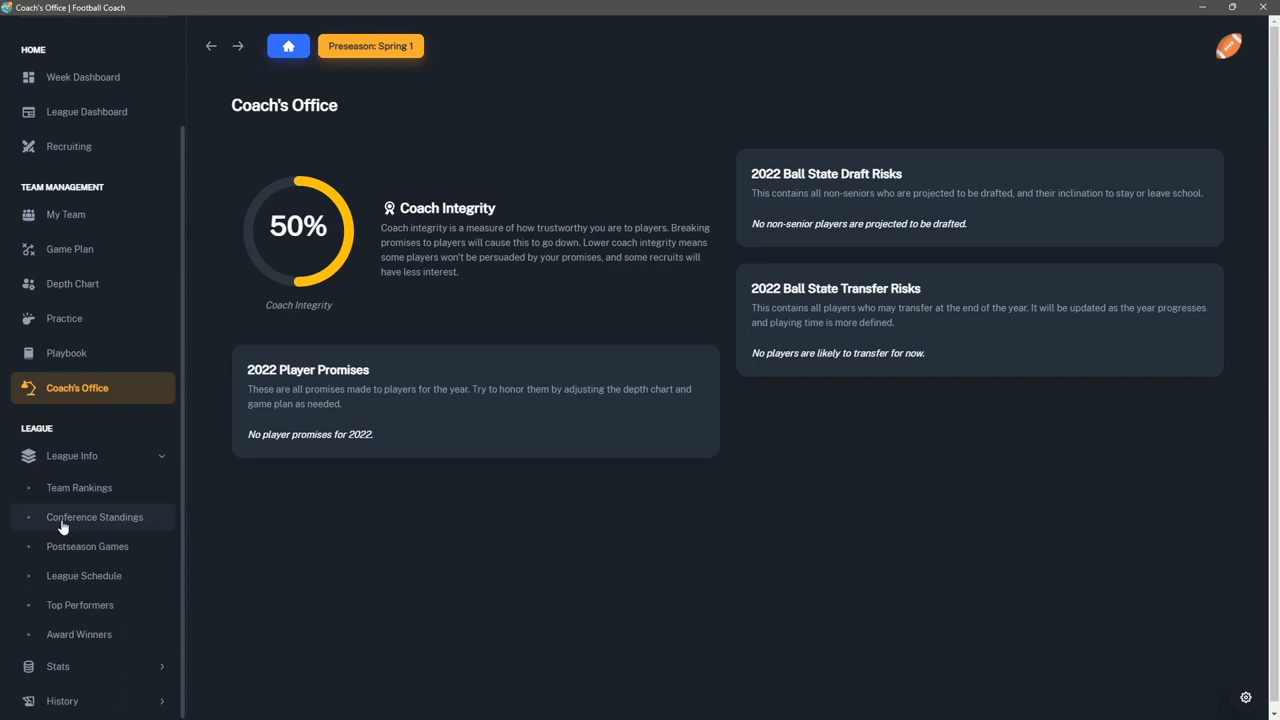 Coach's Office | Football Coach
HOME
Week Dashboard
League Dashboard
Recruiting
TEAM MANAGEMENT
My Team
Game Plan
Depth Chart
Practice
Playbook
Coach's Office
LEAGUE
League Info
Team Rankings
Conference Standings
Postseason Games
League Schedule
Top Performers
Award Winners
Stats
History
Preseason: Spring 1
Coach's Office
50%
Coach Integrity
Coach Integrity
Coach integrity is a measure of how trustworthy you are to players. Breaking
promises to players will cause this to go down. Lower coach integrity means
some players won't be persuaded by your promises, and some recruits will
have less interest.
2022 Player Promises
These are all promises made to players for the year. Try to honor them by adjusting the depth chart and
game plan as needed.
No player promises for 2022.
2022 Ball State Draft Risks
This contains all non-seniors who are projected to be drafted, and their inclination to stay or leave school.
No non-senior players are projected to be drafted.
2022 Ball State Transfer Risks
This contains all players who may transfer at the end of the year. It will be updated as the year progresses
and playing time is more defined.
No players are likely to transfer for now.